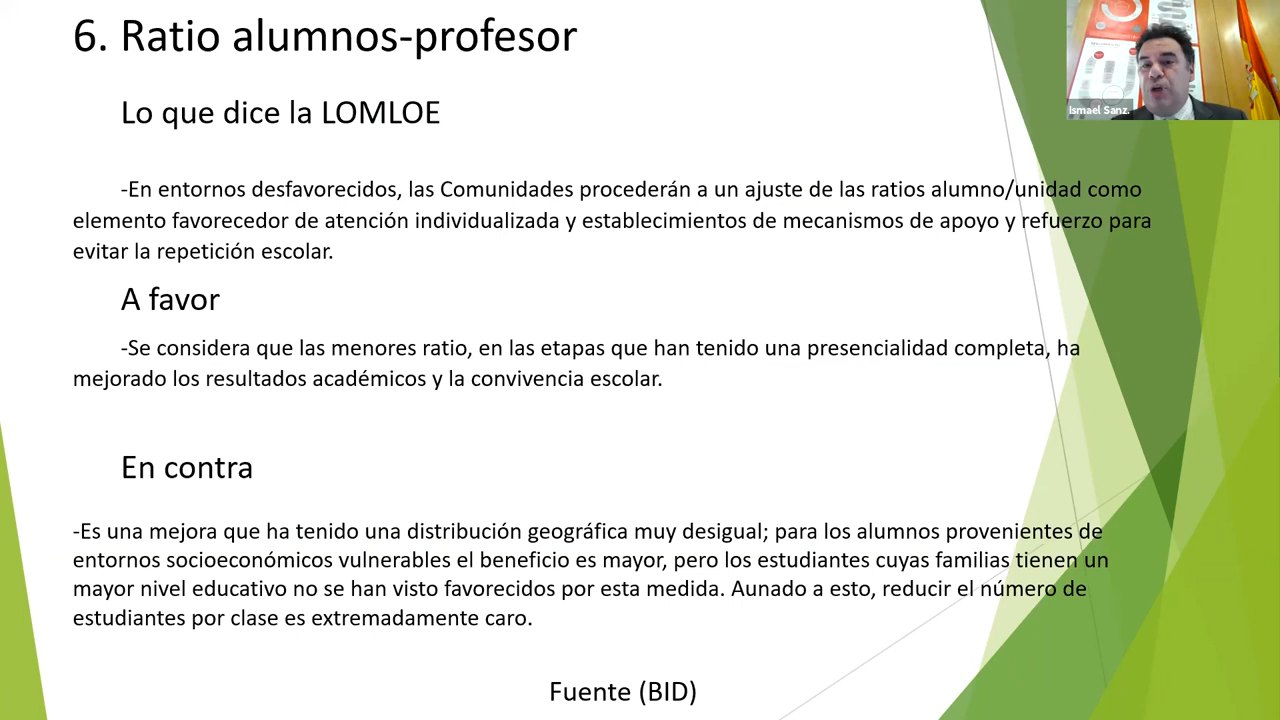 6. Ratio alumnos-profesor
Ismael Sanz.
Lo que dice la LOMLOE
-En entornos desfavorecidos, las Comunidades procederán a un ajuste de las ratios alumno/unidad como
elemento favorecedor de atención individualizada y establecimientos de mecanismos de apoyo y refuerzo para
evitar la repetición escolar.
A favor
-Se considera que las menores ratio, en las etapas que han tenido una presencialidad completa, ha
mejorado los resultados académicos y la convivencia escolar.
En contra
-Es una mejora que ha tenido una distribución geográfica muy desigual; para los alumnos provenientes de
entornos socioeconómicos vulnerables el beneficio es mayor, pero los estudiantes cuyas familias tienen un
mayor nivel educativo no se han visto favorecidos por esta medida. Aunado a esto, reducir el número de
estudiantes por clase es extremadamente caro.
Fuente (BID)